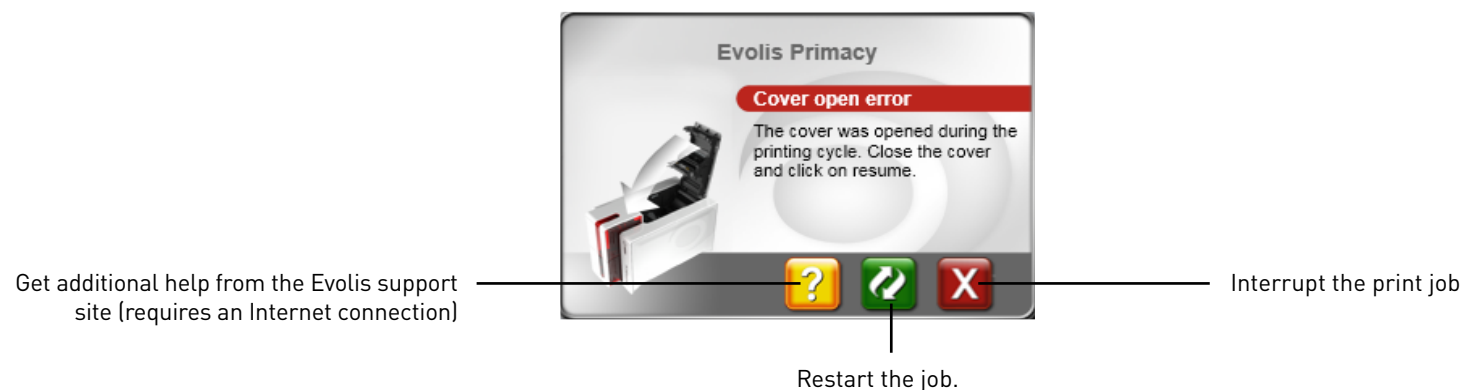 Evolis Primacy
Cover open error
The cover was opened during the
printing cycle. Close the cover
and click on resume.
?
X
Get additional help from the Evolis support
site (requires an Internet connection)
Interrupt the print job
Restart the job.